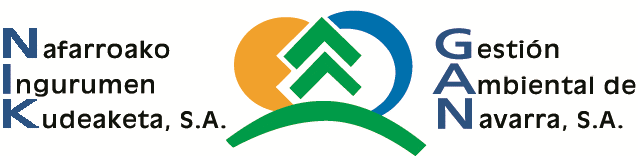 Nafarroako
Ingurumen
Kudeaketa, S.A.
Gestión
Ambiental de
Navarra, S.A.